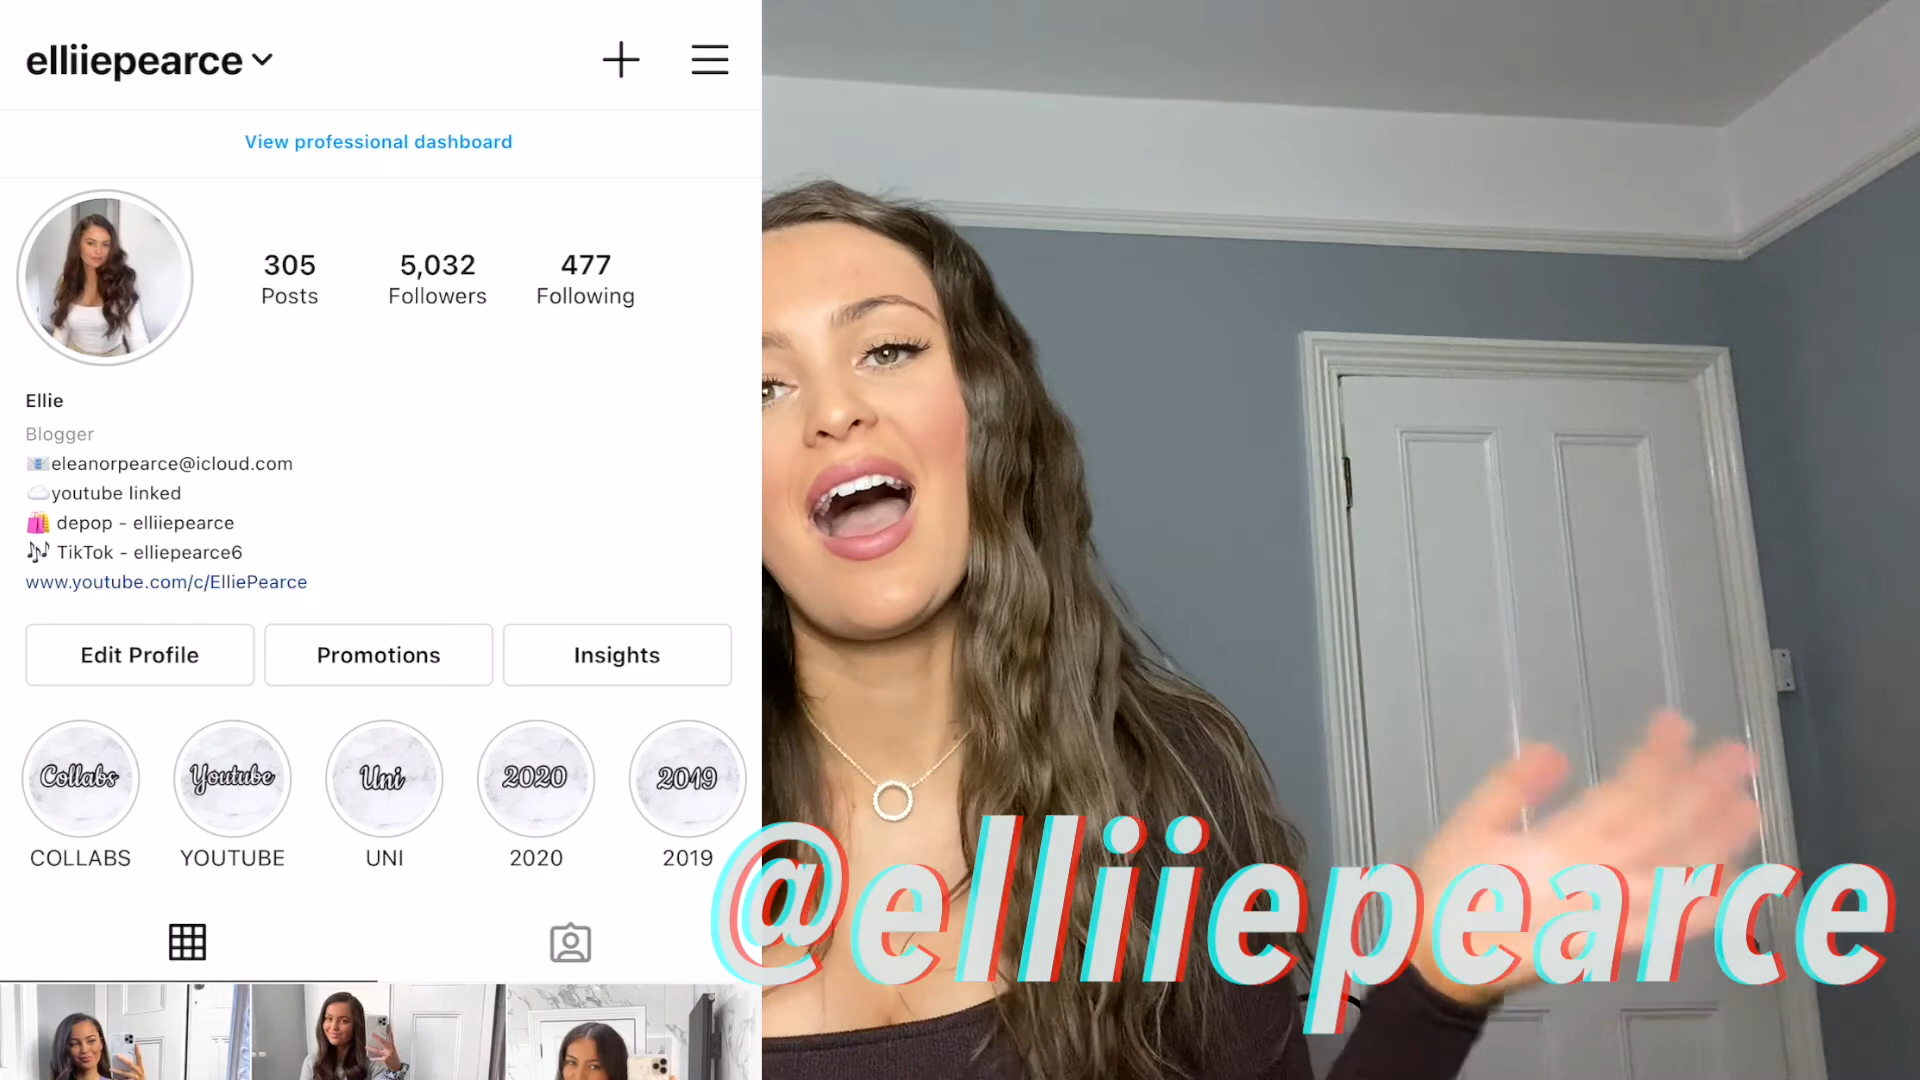 elliiepearce
View professional dashboard
305 5,032 477
Posts Followers Following
Ellie
Blogger
📧eleanorpearce@icloud.com
☁️youtube linked
🛍️ depop - elliiepearce
🎶 TikTok - elliepearce6
www.youtube.com/c/ElliePearce
Edit Profile Promotions Insights
Collabs Youtube Uni 2020 2019
COLLABS YOUTUBE UNI 2020 2019
@elliiepearce